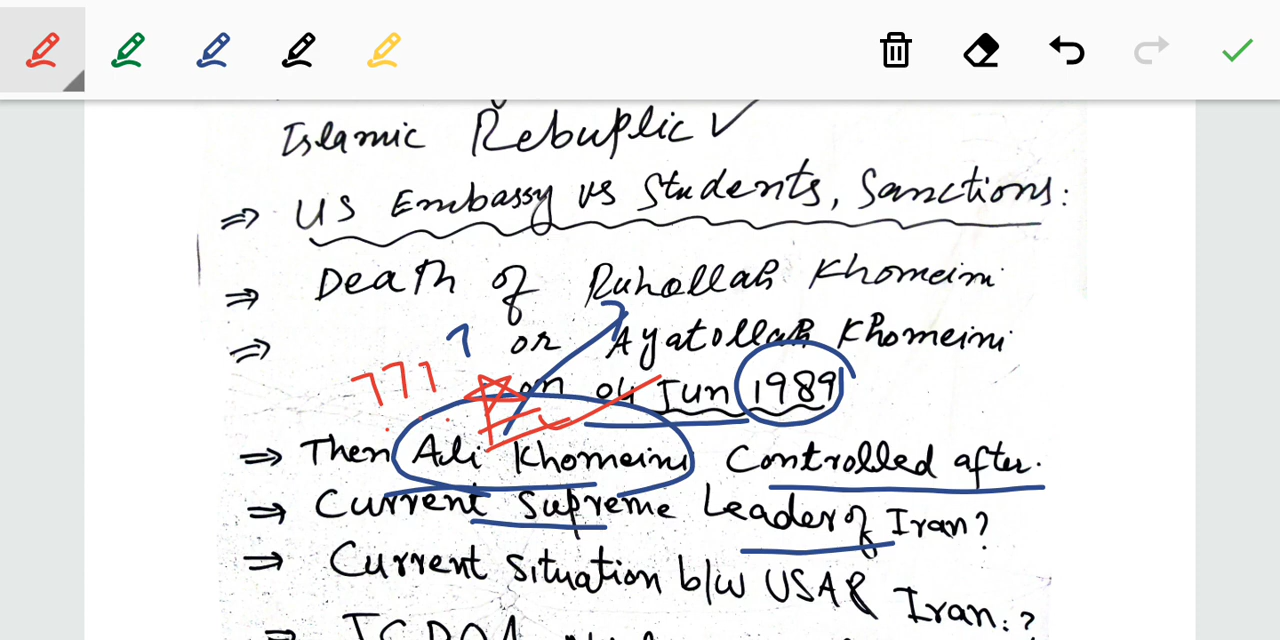 Islamic Rebuplic ✓
⇒ US Embassy vs Students, Sanctions:
⇒ Death of Ruhollah Khomeini
⇒ or Ayatollah Khomeini
on 04 Jun 1989
⇒ Then Ali Khomeini Controlled after.
⇒ Current Supreme Leader of Iran?
⇒ Current Situation b/w USA & Iran.?